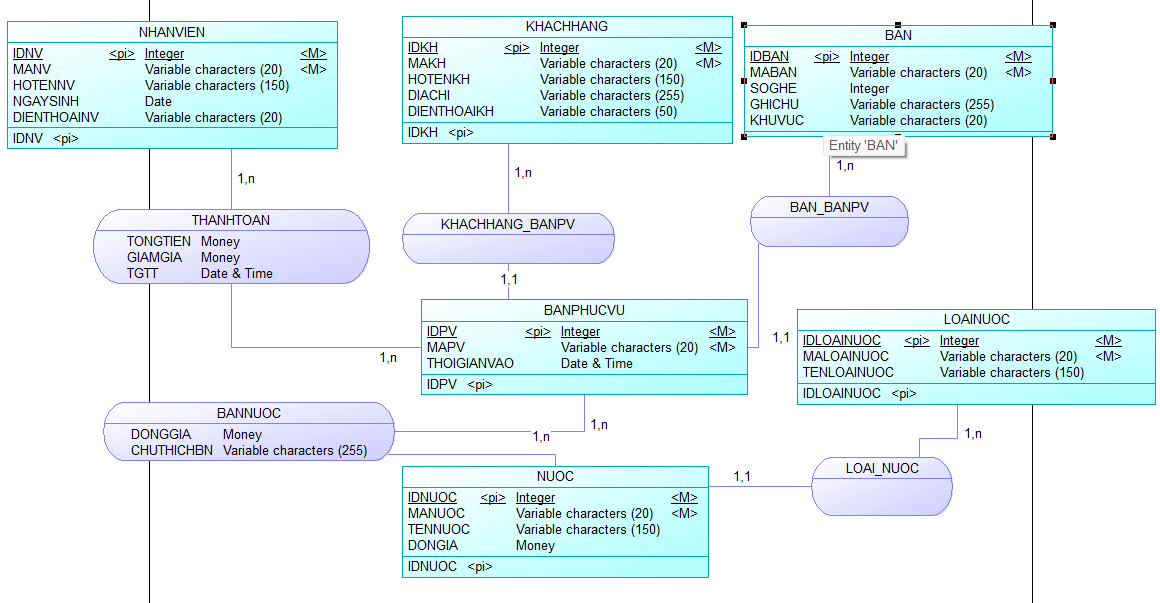 NHANVIEN
IDNV <pi> Integer <M>
MANV Variable characters (20) <M>
HOTENNV Variable characters (150)
NGAYSINH Date
DIENTHOAINV Variable characters (20)
IDNV <pi>
KHACHHANG
IDKH <pi> Integer <M>
MAKH Variable characters (20) <M>
HOTENKH Variable characters (150)
DIACHI Variable characters (255)
DIENTHOAIKH Variable characters (50)
IDKH <pi>
BAN
IDBAN <pi> Integer <M>
MABAN Variable characters (20) <M>
SOGHE Integer
GHICHU Variable characters (255)
KHUVUC Variable characters (20)
Entity 'BAN'
1,n
1,n
1,n
THANHTOAN
TONGTIEN Money
GIAMGIA Money
TGTT Date & Time
KHACHHANG_BANPV
BAN_BANPV
1,1
BANPHUCVU
IDPV <pi> Integer <M>
MAPV Variable characters (20) <M>
THOIGIANVAO Date & Time
IDPV <pi>
1,n
1,1
LOAINUOC
IDLOAINUOC <pi> Integer <M>
MALOAINUOC Variable characters (20) <M>
TENLOAINUOC Variable characters (150)
IDLOAINUOC <pi>
BANNUOC
DONGGIA Money
CHUTHICHBN Variable characters (255)
1,n
1,n
1,n
NUOC
IDNUOC <pi> Integer <M>
MANUOC Variable characters (20) <M>
TENNUOC Variable characters (150)
DONGIA Money
IDNUOC <pi>
1,1
LOAI_NUOC